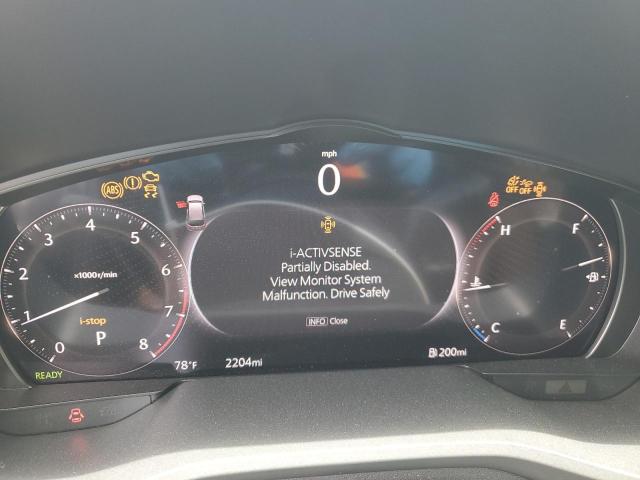 mph
0
ABS
OFF OFF
i-ACTIVSENSE
Partially Disabled.
View Monitor System
Malfunction. Drive Safely
INFO Close
0 1 2 3 4 5 6 7 8
x1000 r/min
i-stop
P
READY
78°F
2204mi
200mi
H
C
F
E